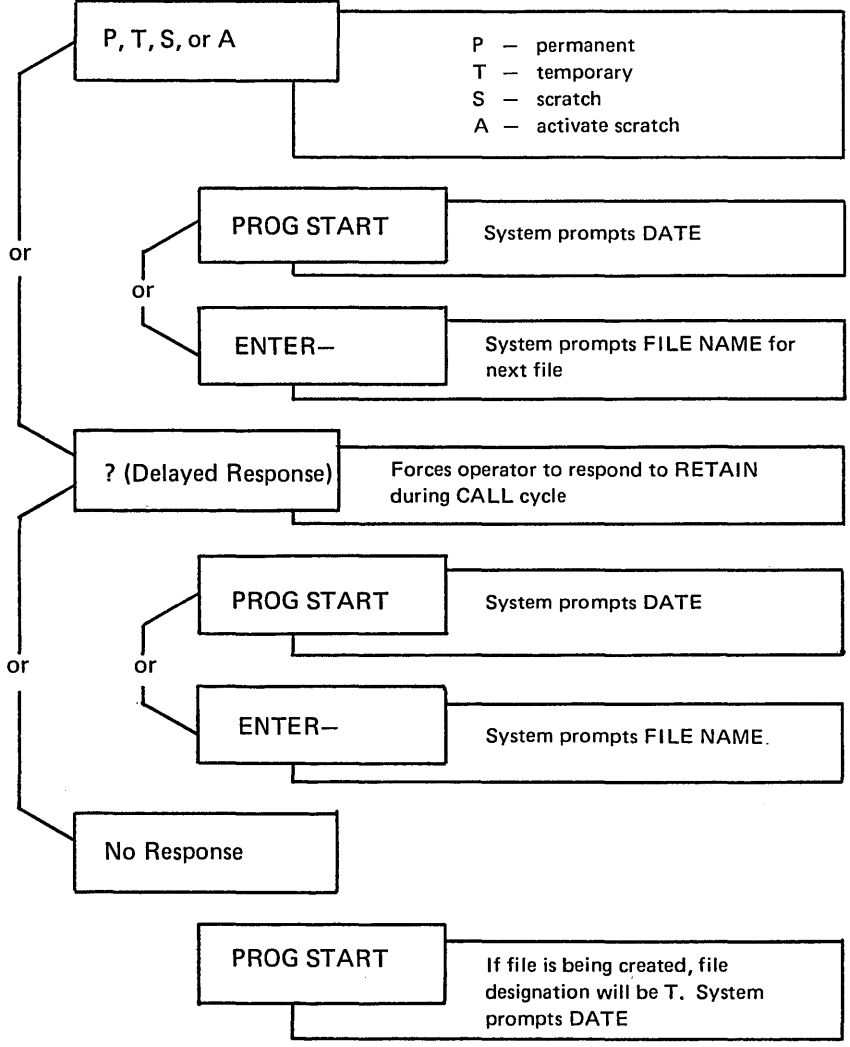 P, T, S, or A
P – permanent
T – temporary
S – scratch
A – activate scratch
or
PROG START
System prompts DATE
or
ENTER–
System prompts FILE NAME for
next file
? (Delayed Response)
Forces operator to respond to RETAIN
during CALL cycle
or
PROG START
System prompts DATE
or
ENTER–
System prompts FILE NAME.
No Response
PROG START
If file is being created, file
designation will be T. System
prompts DATE